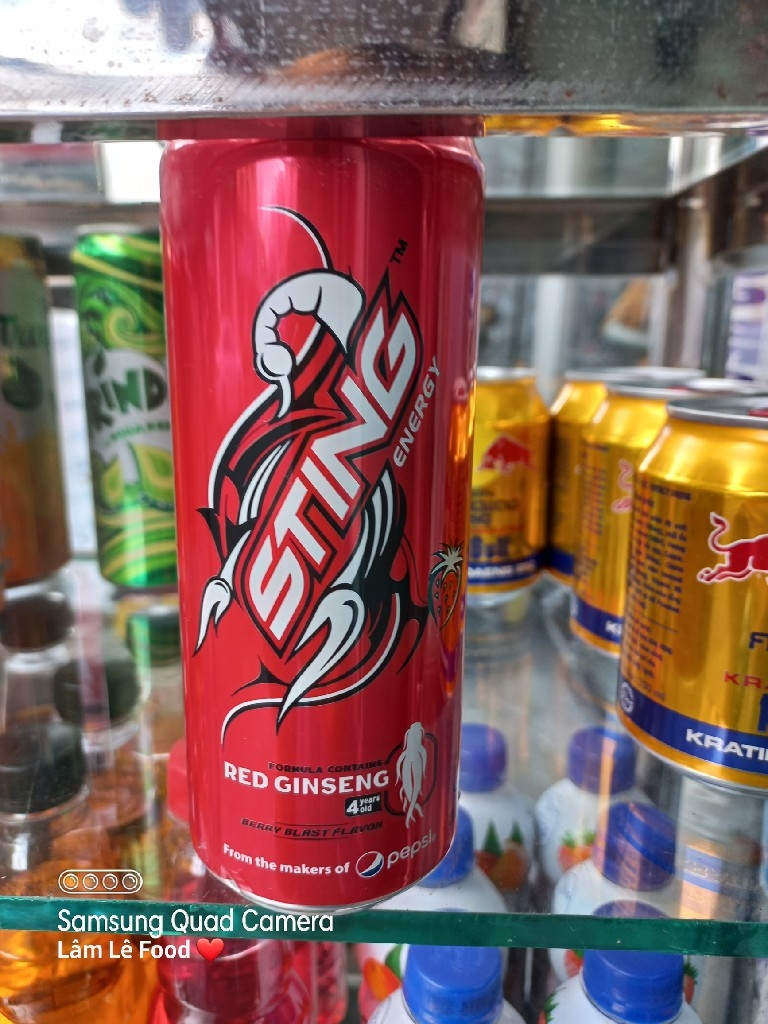 STING
ENERGY
TM
FORMULA CONTAINS
RED GINSENG
4 years old
BERRY BLAST FLAVOR
From the makers of pepsi
KRATI
Samsung Quad Camera
Lâm Lê Food ❤️